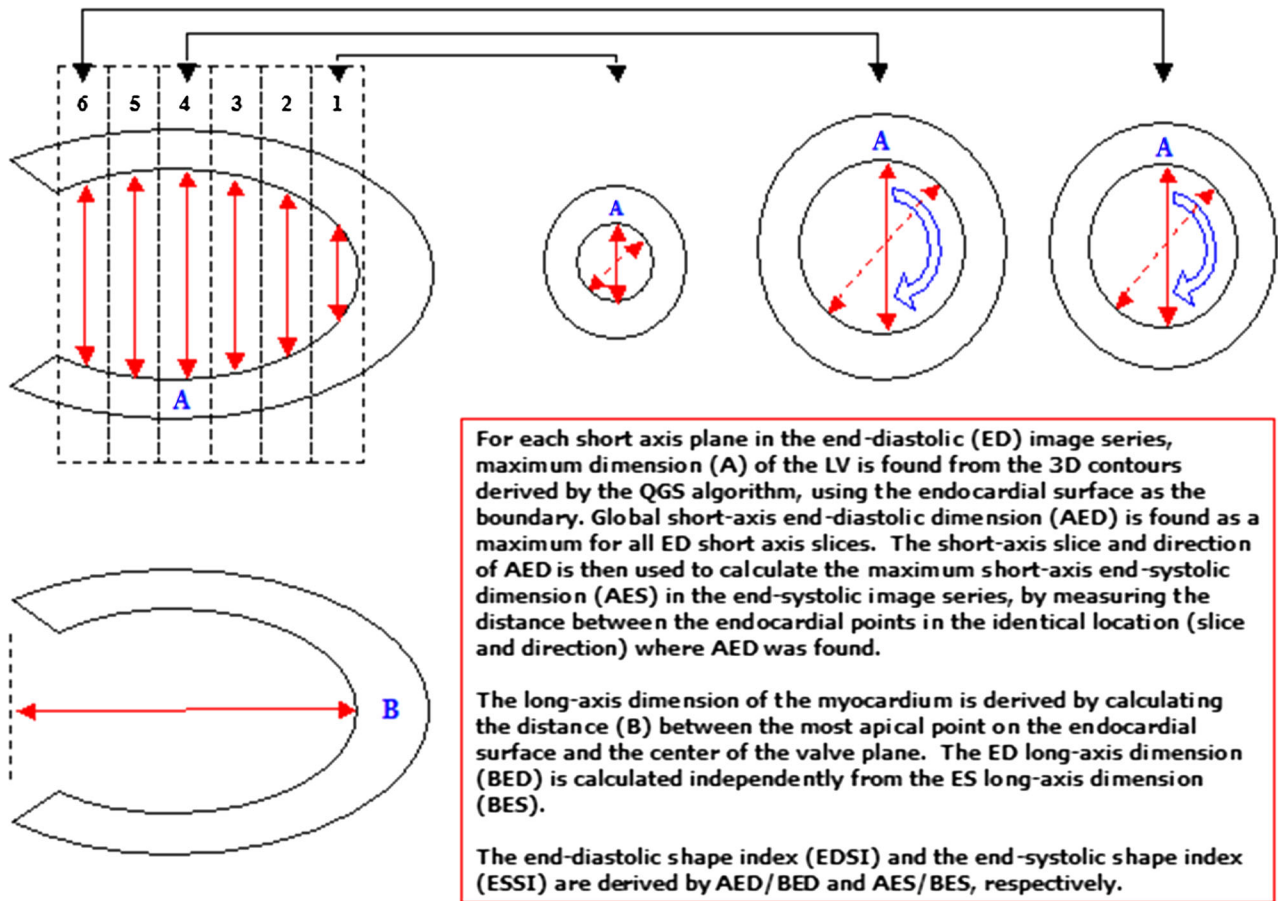 6 5 4 3 2 1
A
A
A
A
B
For each short axis plane in the end-diastolic (ED) image series,
maximum dimension (A) of the LV is found from the 3D contours
derived by the QGS algorithm, using the endocardial surface as the
boundary. Global short-axis end-diastolic dimension (AED) is found as a
maximum for all ED short axis slices. The short-axis slice and direction
of AED is then used to calculate the maximum short-axis end-systolic
dimension (AES) in the end-systolic image series, by measuring the
distance between the endocardial points in the identical location (slice
and direction) where AED was found.
The long-axis dimension of the myocardium is derived by calculating
the distance (B) between the most apical point on the endocardial
surface and the center of the valve plane. The ED long-axis dimension
(BED) is calculated independently from the ES long-axis dimension
(BES).
The end-diastolic shape index (EDSI) and the end-systolic shape index
(ESSI) are derived by AED/BED and AES/BES, respectively.